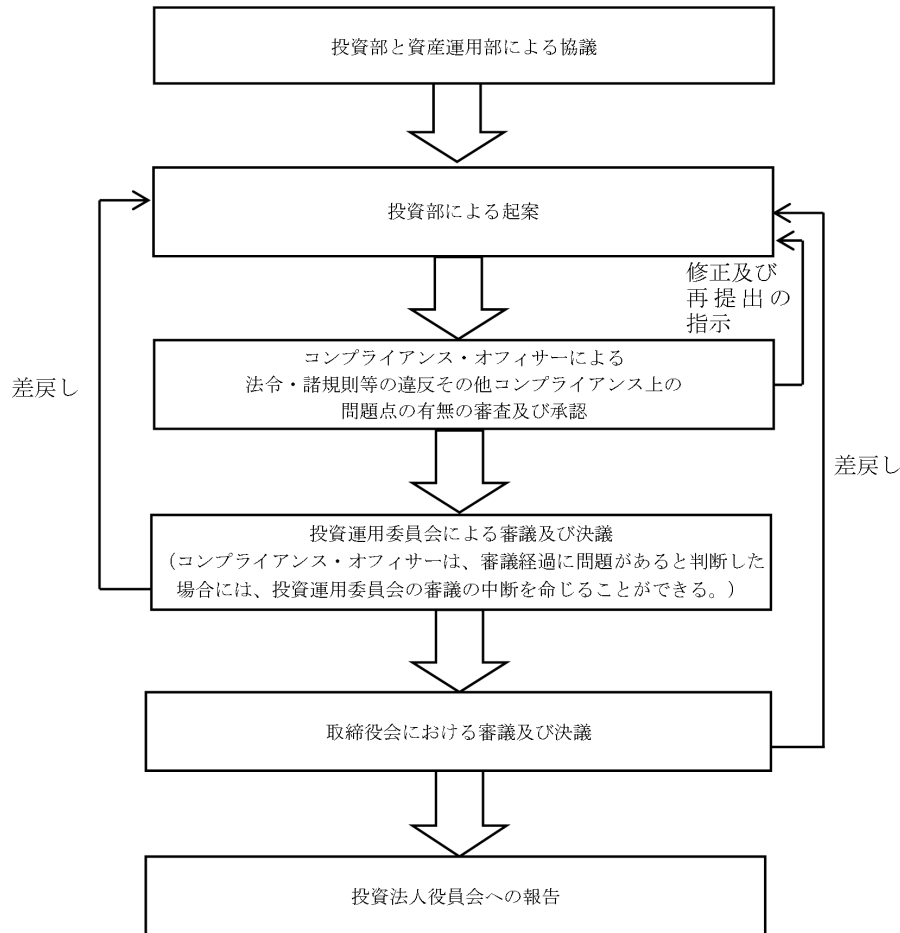 投資部と資産運用部による協議
投資部による起案
修正及び
再提出の
指示
コンプライアンス・オフィサーによる
法令・諸規則等の違反その他コンプライアンス上の
問題点の有無の審査及び承認
差戻し
差戻し
投資運用委員会による審議及び決議
（コンプライアンス・オフィサーは、審議経過に問題があると判断した
場合には、投資運用委員会の審議の中断を命じることができる。）
取締役会における審議及び決議
投資法人役員会への報告